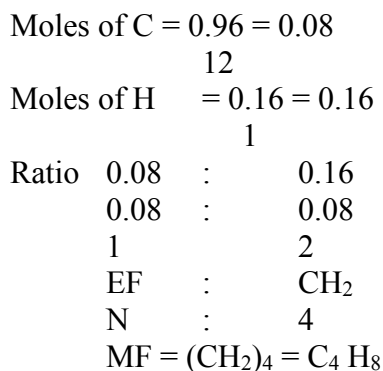 Moles of C = 0.96 = 0.08
12
Moles of H = 0.16 = 0.16
1
Ratio 0.08 : 0.16
0.08 : 0.08
1 2
EF : CH₂
N : 4
MF = (CH₂)₄ = C₄ H₈